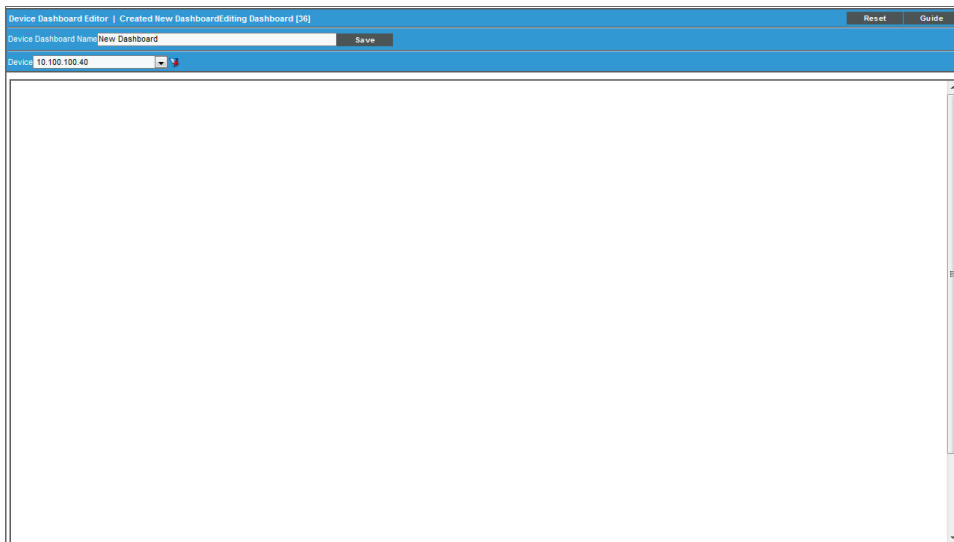 Device Dashboard Editor | Created New DashboardEditing Dashboard [36] Reset Guide
Device Dashboard Name New Dashboard Save
Device 10.100.100.40